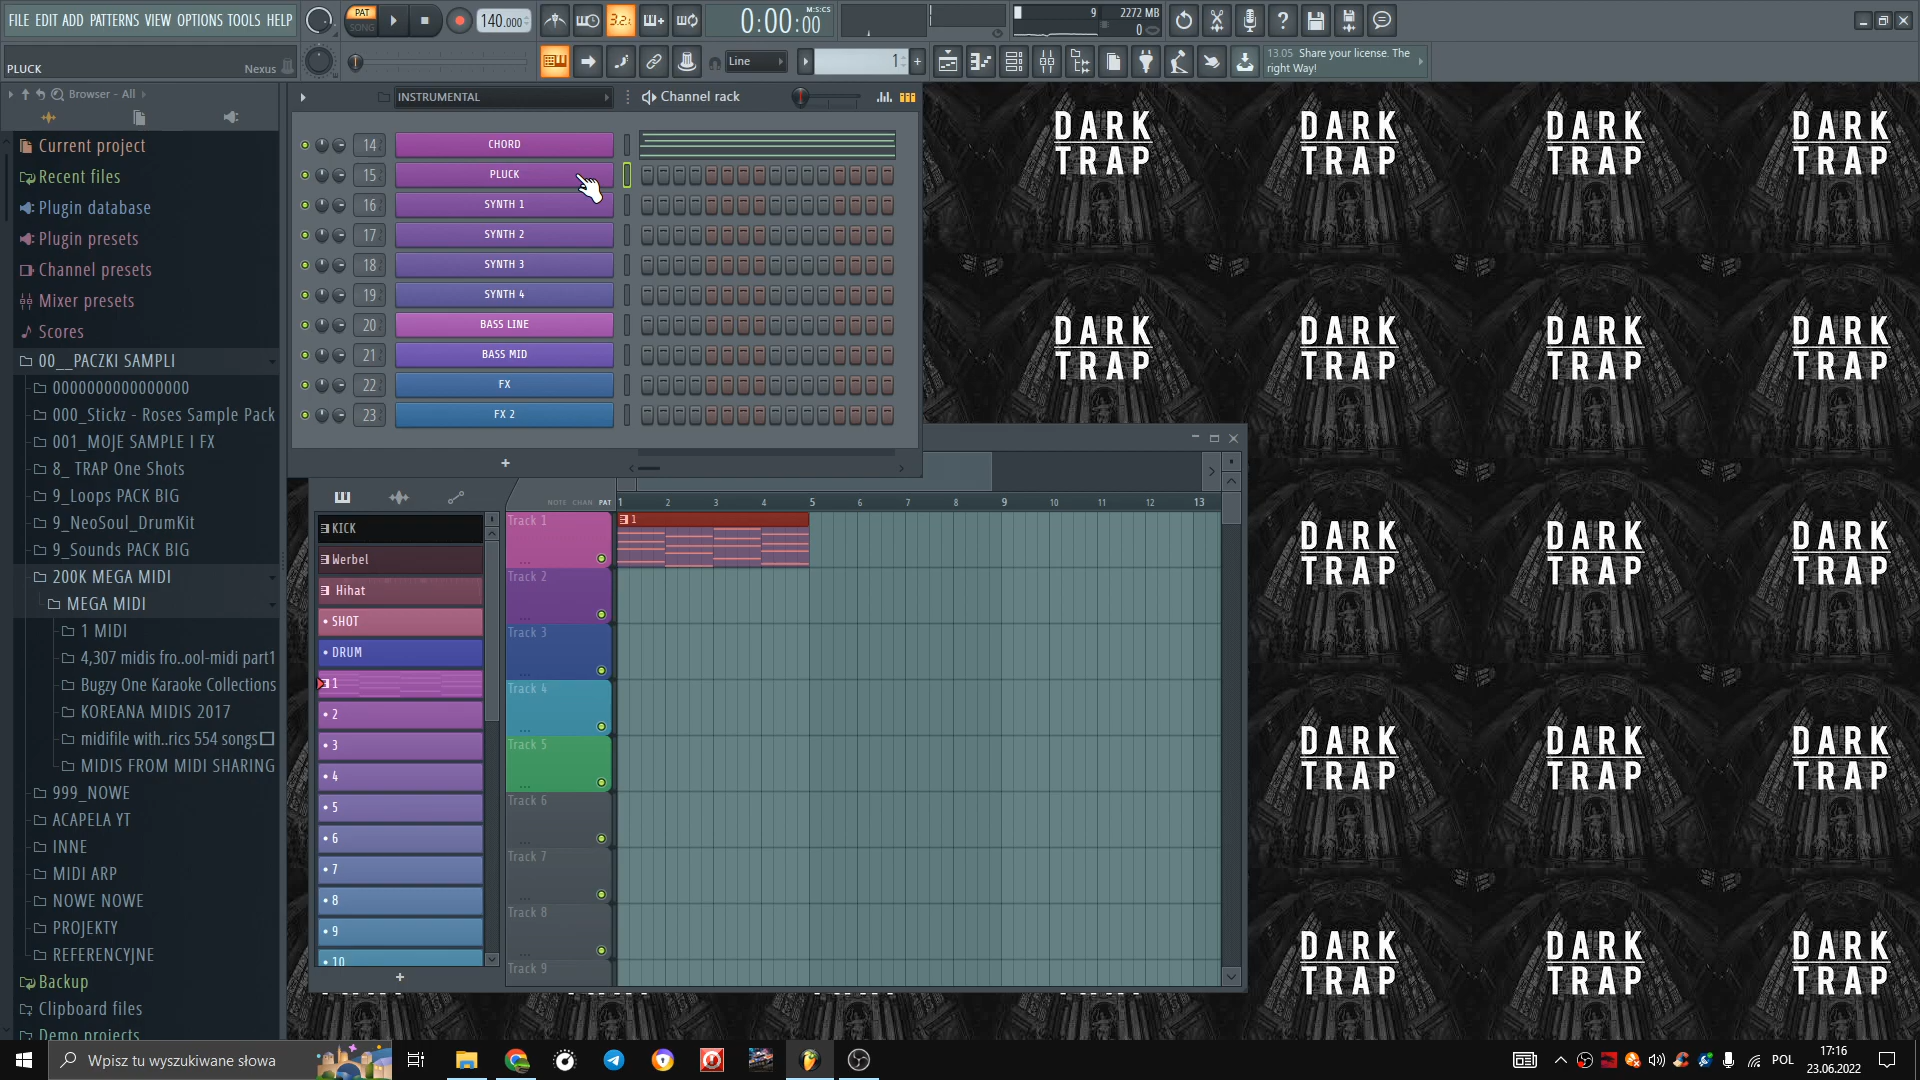 FILE EDIT ADD PATTERNS VIEW OPTIONS TOOLS HELP
PAT
SONG
140.000
3.2.
0:00:00
M:S:CS
9
2272 MB
0
PLUCK
Nexus
Line
1
13.05 Share your license. The
right Way!
Browser - All
Current project
Recent files
Plugin database
Plugin presets
Channel presets
Mixer presets
Scores
00__PACZKI SAMPLI
0000000000000000
000_Stickz - Roses Sample Pack
001_MOJE SAMPLE I FX
8_ TRAP One Shots
9_Loops PACK BIG
9_NeoSoul_DrumKit
9_Sounds PACK BIG
200K MEGA MIDI
MEGA MIDI
1 MIDI
4,307 midis fro..ool-midi part1
Bugzy One Karaoke Collections
KOREANA MIDIS 2017
midifile with..rics 554 songs
MIDIS FROM MIDI SHARING
999_NOWE
ACAPELA YT
INNE
MIDI ARP
NOWE NOWE
PROJEKTY
REFERENCYJNE
Backup
Clipboard files
Demo projects
INSTRUMENTAL
Channel rack
14 CHORD
15 PLUCK
16 SYNTH 1
17 SYNTH 2
18 SYNTH 3
19 SYNTH 4
20 BASS LINE
21 BASS MID
22 FX
23 FX 2
NOTE CHAN PAT
1 2 3 4 5 6 7 8 9 10 11 12 13
KICK
Werbel
Hihat
SHOT
DRUM
1
2
3
4
5
6
7
8
9
10
Track 1
1
Track 2
Track 3
Track 4
Track 5
Track 6
Track 7
Track 8
Track 9
DARK
TRAP
DARK
TRAP
DARK
TRAP
DARK
TRAP
DARK
TRAP
DARK
TRAP
DARK
TRAP
DARK
TRAP
DARK
TRAP
DARK
TRAP
DARK
TRAP
DARK
TRAP
DARK
TRAP
DARK
TRAP
DARK
TRAP
DARK
TRAP
DARK
TRAP
Wpisz tu wyszukiwane słowa
POL
17:16
23.06.2022